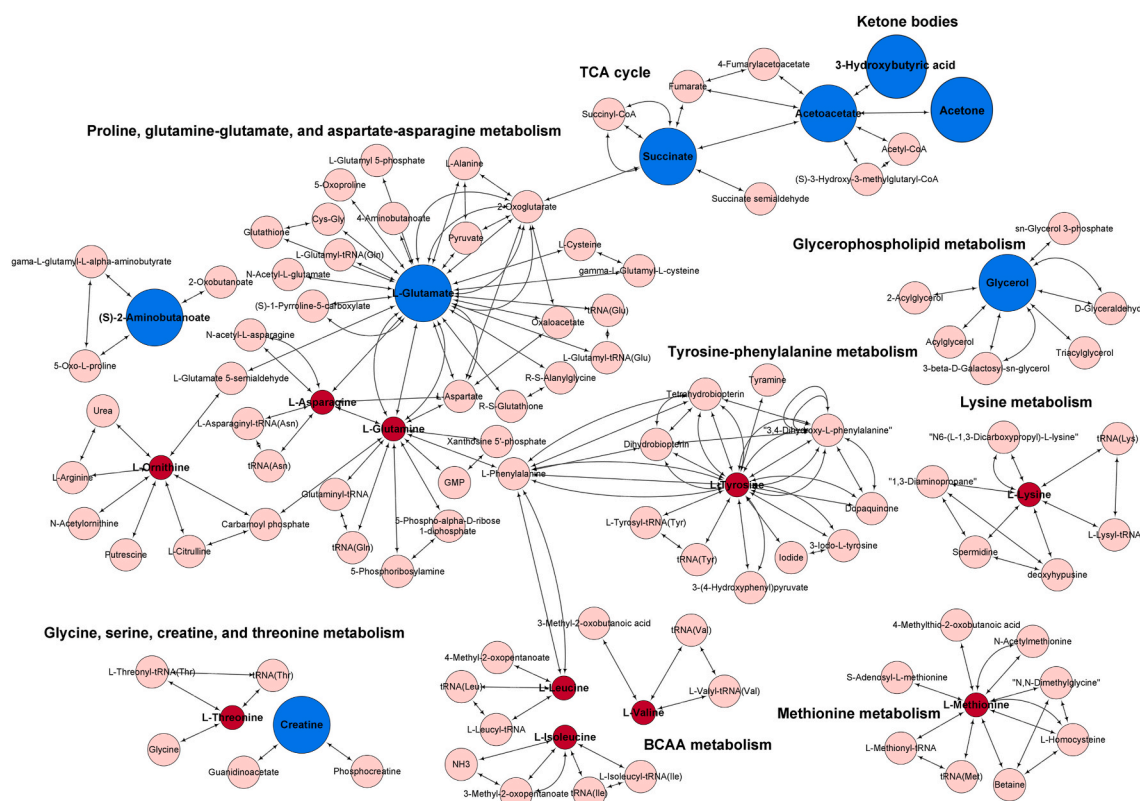 Ketone bodies
4-Fumarylacetoacetate
3-Hydroxybutyric acid
TCA cycle
Fumarate
Succinyl-CoA
Acetoacetate
Acetone
Proline, glutamine-glutamate, and aspartate-asparagine metabolism
L-Glutamyl 5-phosphate
L-Alanine
Succinate
Acetyl-CoA
5-Oxoproline
(S)-3-Hydroxy-3-methylglutaryl-CoA
Succinate semialdehyde
2-Oxoglutarate
Cys-Gly
4-Aminobutanoate
Glutathione
Pyruvate
L-Cysteine
sn-Glycerol 3-phosphate
Glycerophospholipid metabolism
L-Glutamyl-tRNA(Gln)
gama-L-glutamyl-L-alpha-aminobutyrate
N-Acetyl-L-glutamate
gamma-L-Glutamyl-L-cysteine
2-Oxobutanoate
L-Glutamate
Glycerol
2-Acylglycerol
(S)-1-Pyrroline-5-carboxylate
D-Glyceraldehyde
(S)-2-Aminobutanoate
tRNA(Glu)
Oxaloacetate
N-acetyl-L-asparagine
Acylglycerol
Triacylglycerol
Tyrosine-phenylalanine metabolism
L-Glutamyl-tRNA(Glu)
5-Oxo-L-proline
3-beta-D-Galactosyl-sn-glycerol
L-Glutamate 5-semialdehyde
R-S-Alanylglycine
Tyramine
Tetrahydrobiopterin
L-Aspartate
L-Asparagine
R-S-Glutathione
Lysine metabolism
Urea
L-Asparaginyl-tRNA(Asn)
L-Glutamine
"3,4-Dihydroxy-L-phenylalanine"
Xanthosine 5'-phosphate
Dihydrobiopterin
"N6-(L-1,3-Dicarboxypropyl)-L-lysine"
tRNA(Lys)
L-Ornithine
tRNA(Asn)
L-Phenylalanine
L-Arginine
GMP
L-Tyrosine
"1,3-Diaminopropane"
L-Lysine
Glutaminyl-tRNA
Dopaquinone
N-Acetylornithine
Carbamoyl phosphate
5-Phospho-alpha-D-ribose
1-diphosphate
L-Tyrosyl-tRNA(Tyr)
L-Lysyl-tRNA
Putrescine
L-Citrulline
tRNA(Gln)
tRNA(Tyr)
Iodide
3-Iodo-L-tyrosine
Spermidine
5-Phosphoribosylamine
deoxyhypusine
3-(4-Hydroxyphenyl)pyruvate
3-Methyl-2-oxobutanoic acid
4-Methylthio-2-oxobutanoic acid
Glycine, serine, creatine, and threonine metabolism
tRNA(Val)
N-Acetylmethionine
4-Methyl-2-oxopentanoate
L-Threonyl-tRNA(Thr)
tRNA(Thr)
S-Adenosyl-L-methionine
"N,N-Dimethylglycine"
tRNA(Leu)
L-Leucine
L-Valyl-tRNA(Val)
L-Methionine
L-Threonine
Creatine
L-Valine
Methionine metabolism
L-Leucyl-tRNA
L-Isoleucine
L-Homocysteine
Glycine
BCAA metabolism
L-Methionyl-tRNA
NH3
Guanidinoacetate
Phosphocreatine
L-Isoleucyl-tRNA(Ile)
tRNA(Met)
Betaine
3-Methyl-2-oxopentanoate
tRNA(Ile)